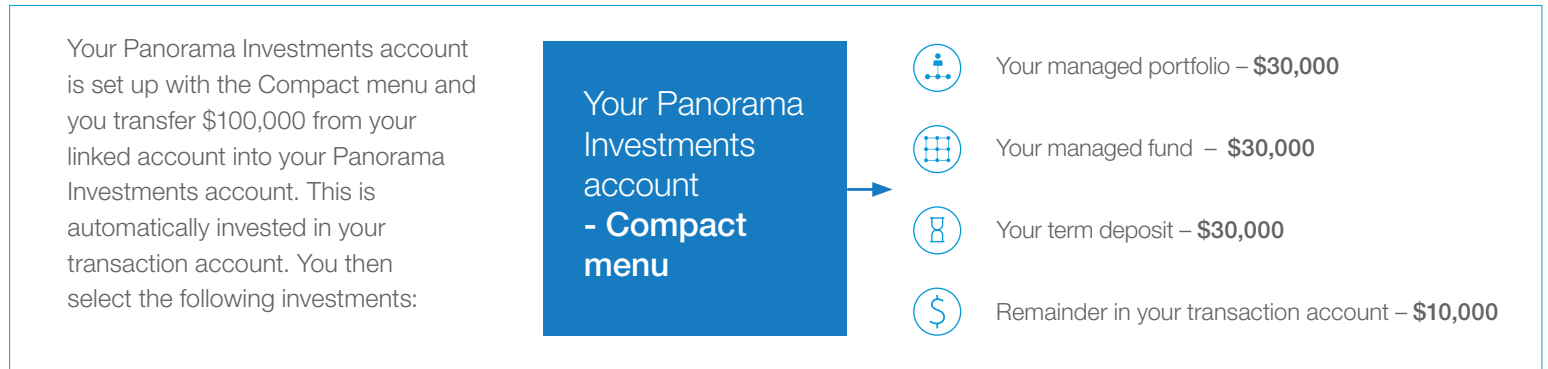 Your Panorama Investments account
is set up with the Compact menu and
you transfer $100,000 from your
linked account into your Panorama
Investments account. This is
automatically invested in your
transaction account. You then
select the following investments:
Your Panorama
Investments
account
- Compact
menu
Your managed portfolio – $30,000
Your managed fund – $30,000
Your term deposit – $30,000
$
Remainder in your transaction account – $10,000